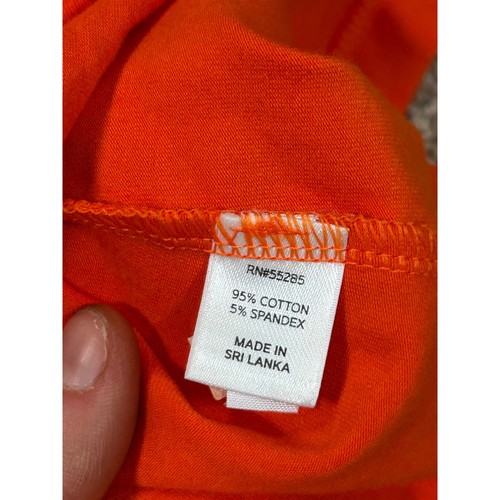 RN#55285
95% COTTON
5% SPANDEX
MADE IN
SRI LANKA